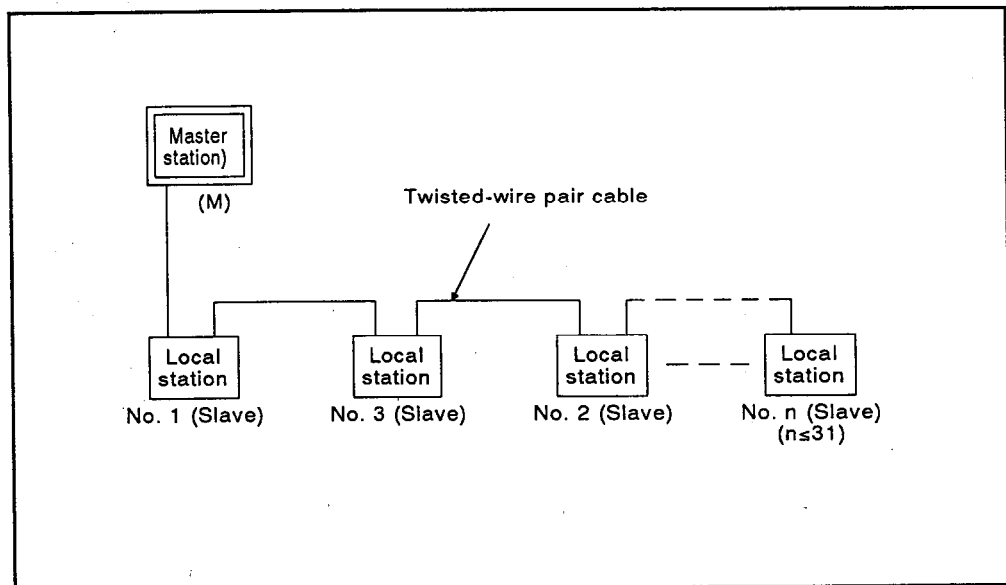 Master
station)
(M)
Twisted-wire pair cable
Local
station
No. 1 (Slave)
Local
station
No. 3 (Slave)
Local
station
No. 2 (Slave)
Local
station
No. n (Slave)
(n≤31)